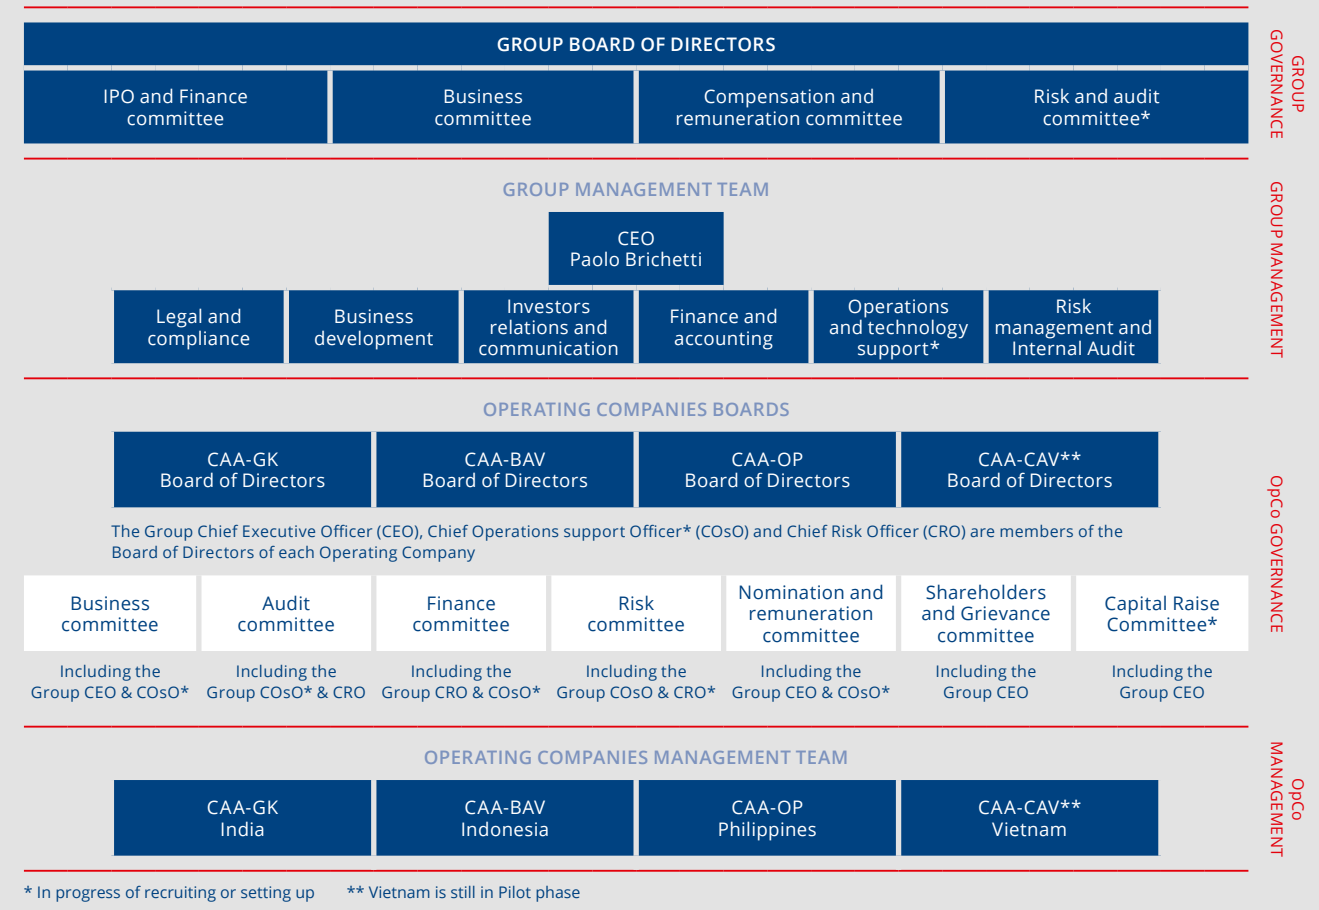 GROUP BOARD OF DIRECTORS
IPO and Finance
committee
Business
committee
Compensation and
remuneration committee
Risk and audit
committee*
GROUP
GOVERNANCE
GROUP MANAGEMENT TEAM
CEO
Paolo Brichetti
Legal and
compliance
Business
development
Investors
relations and
communication
Finance and
accounting
Operations
and technology
support*
Risk
management and
Internal Audit
GROUP MANAGEMENT
OPERATING COMPANIES BOARDS
CAA-GK
Board of Directors
CAA-BAV
Board of Directors
CAA-OP
Board of Directors
CAA-CAV**
Board of Directors
The Group Chief Executive Officer (CEO), Chief Operations support Officer* (COsO) and Chief Risk Officer (CRO) are members of the
Board of Directors of each Operating Company
Business
committee
Audit
committee
Finance
committee
Risk
committee
Nomination and
remuneration
committee
Shareholders
and Grievance
committee
Capital Raise
Committee*
Including the
Group CEO & COsO*
Including the
Group COsO* & CRO
Including the
Group CRO & COsO*
Including the
Group COsO & CRO*
Including the
Group CEO & COsO*
Including the
Group CEO
Including the
Group CEO
OpCo GOVERNANCE
OPERATING COMPANIES MANAGEMENT TEAM
CAA-GK
India
CAA-BAV
Indonesia
CAA-OP
Philippines
CAA-CAV**
Vietnam
OpCo
MANAGEMENT
* In progress of recruiting or setting up
** Vietnam is still in Pilot phase